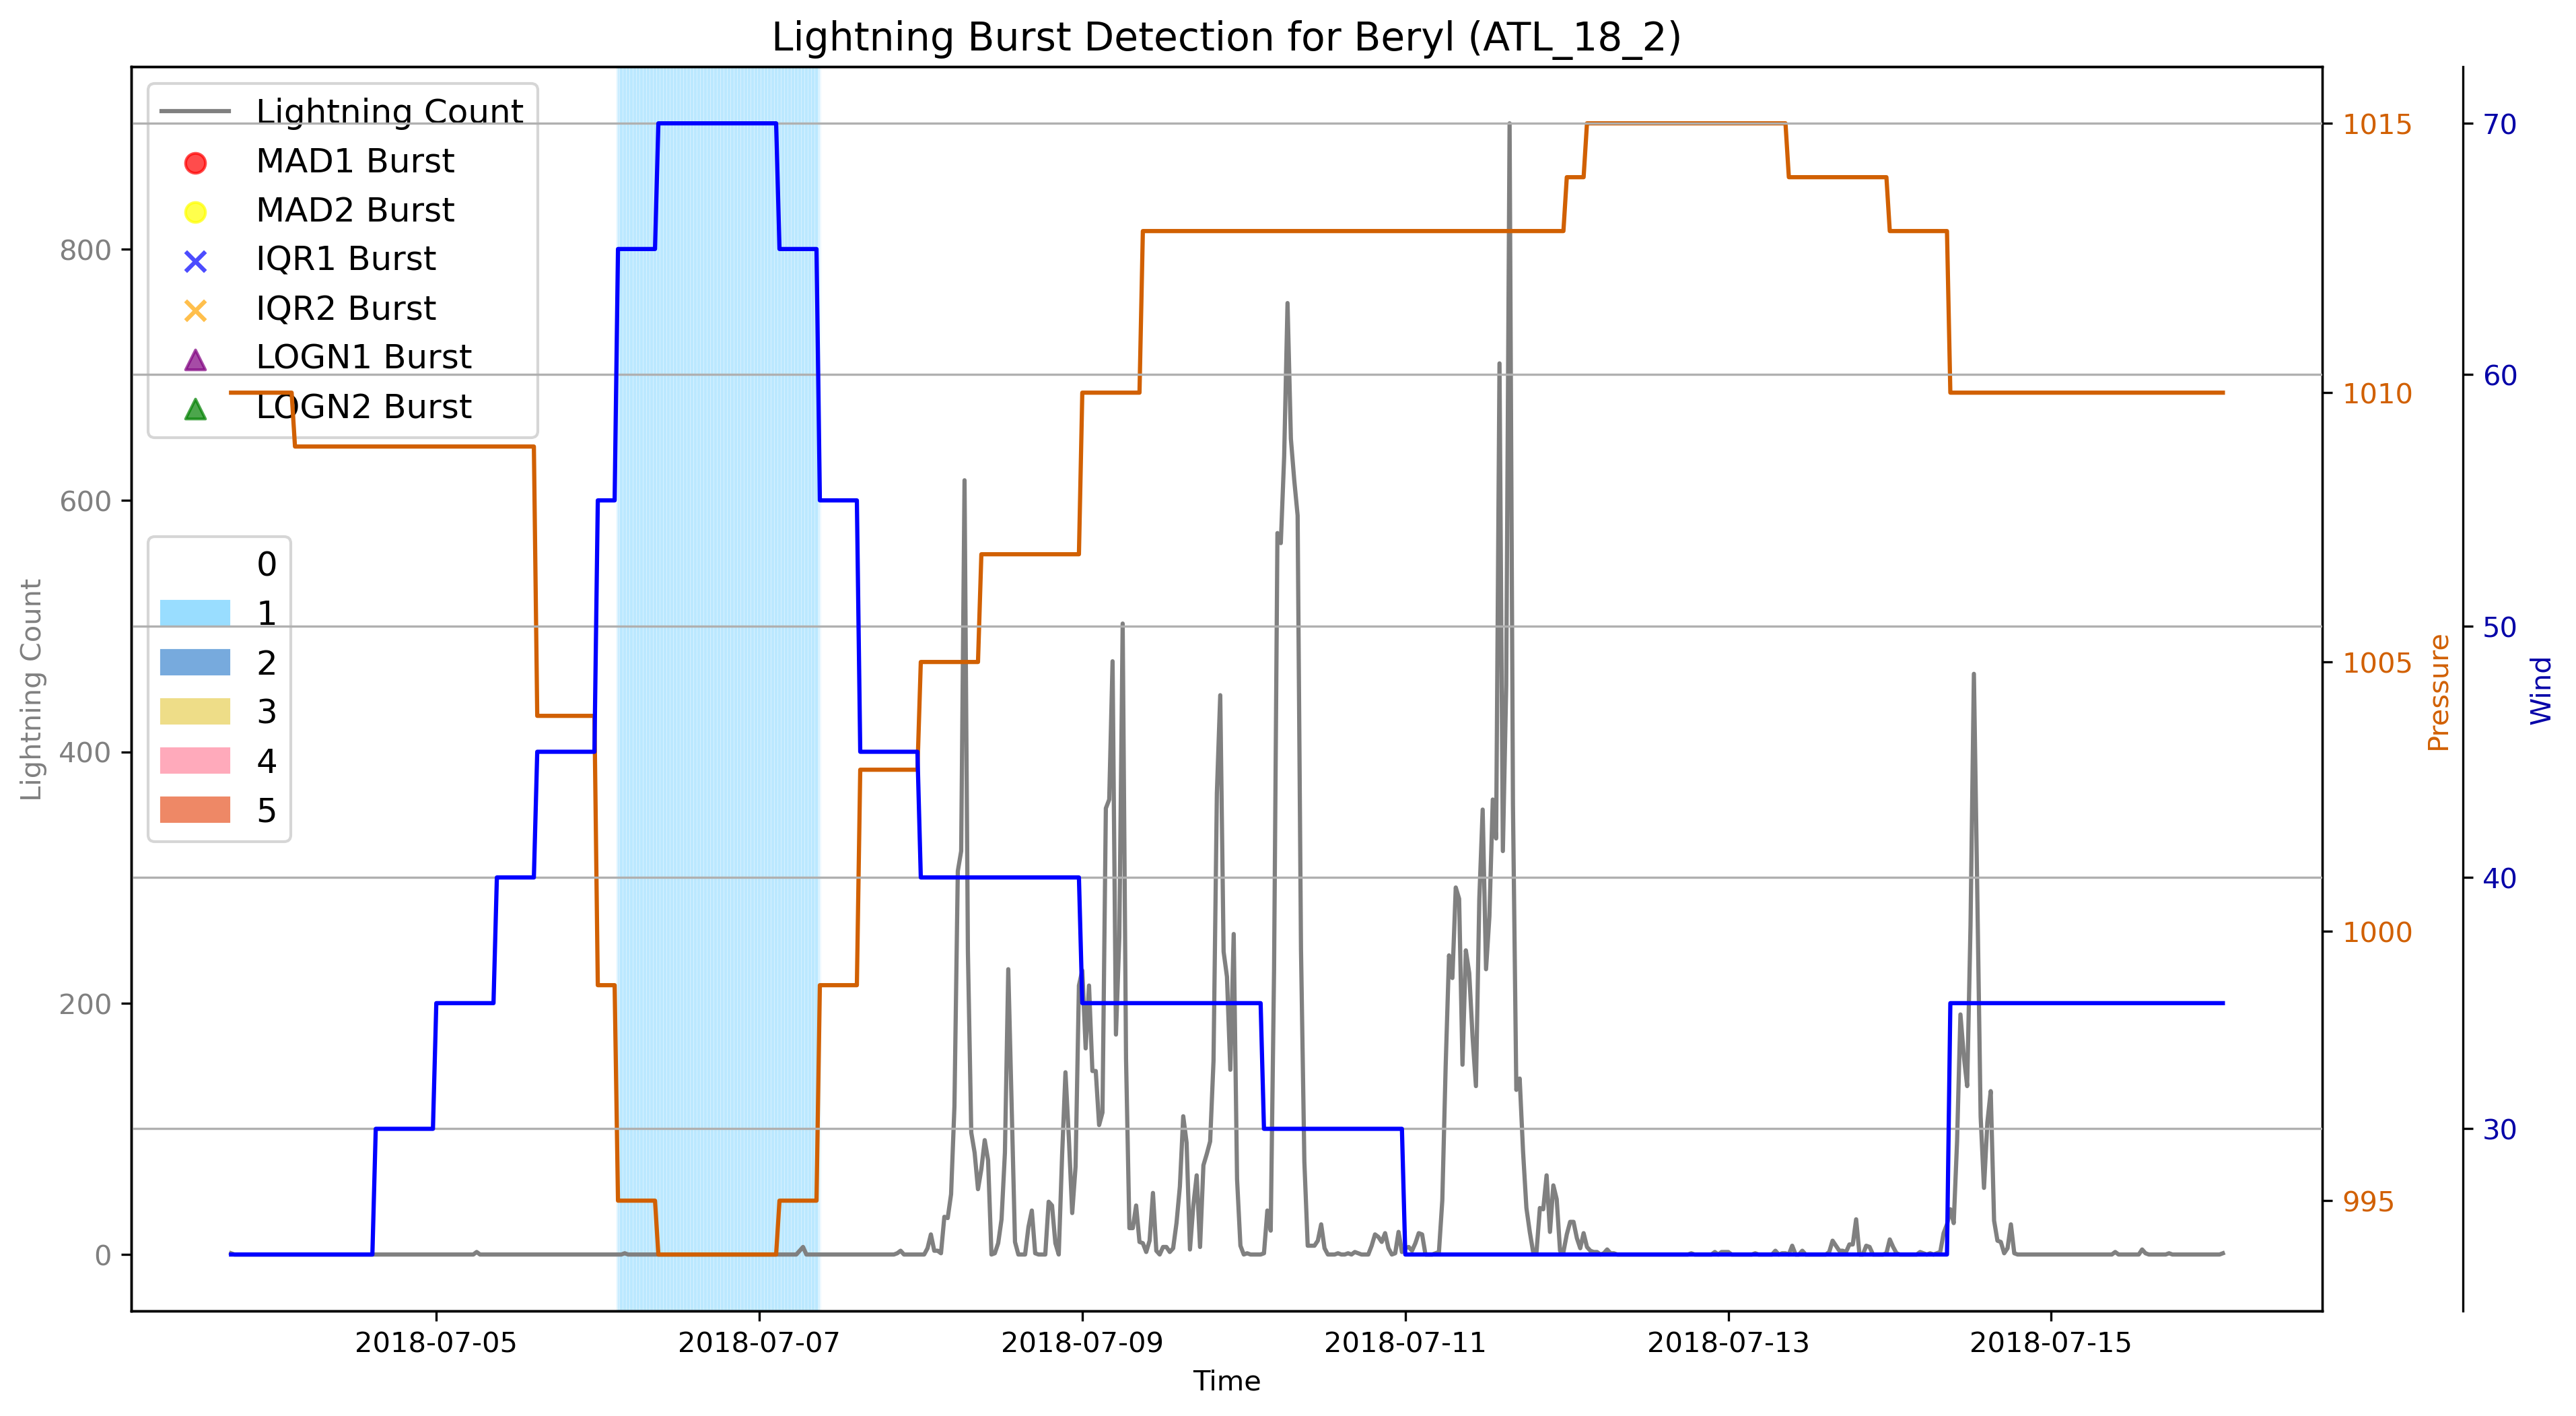 Lightning Burst Detection for Beryl (ATL_18_2)
Lightning Count
MAD1 Burst
MAD2 Burst
IQR1 Burst
IQR2 Burst
LOGN1 Burst
LOGN2 Burst
0
1
2
3
4
5
Lightning Count
800
600
400
200
0
1015
1010
1005
1000
995
Pressure
70
60
50
40
30
Wind
2018-07-05
2018-07-07
2018-07-09
2018-07-11
2018-07-13
2018-07-15
Time